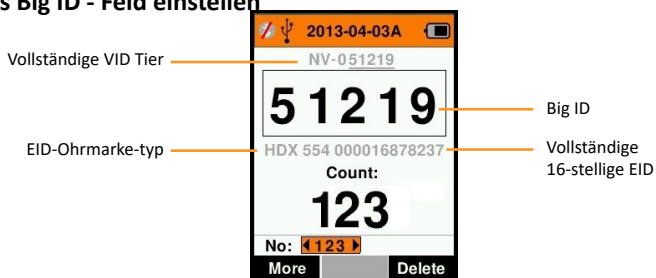 s Big ID - Feld einstellen
2013-04-03A
Vollständige VID Tier
NV-051219
51219
Big ID
EID-Ohrmarke-typ
HDX 554 000016878237
Vollständige
16-stellige EID
Count:
123
No: 123
More Delete